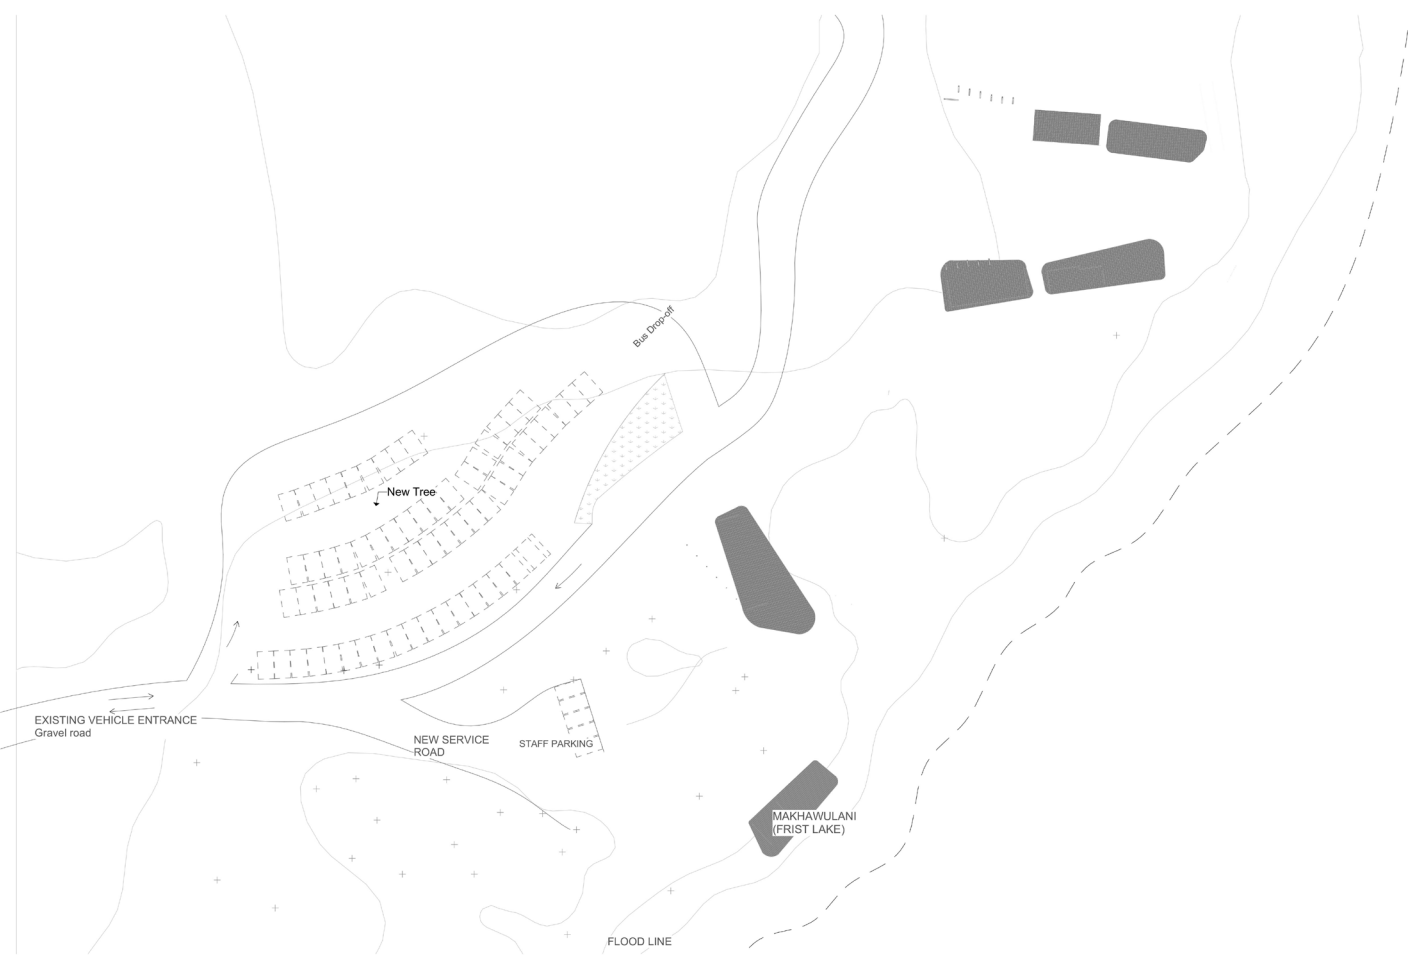 Bus Drop-off
New Tree
EXISTING VEHICLE ENTRANCE
Gravel road
NEW SERVICE
ROAD
STAFF PARKING
MAKHAWULANI
(FRIST LAKE)
FLOOD LINE